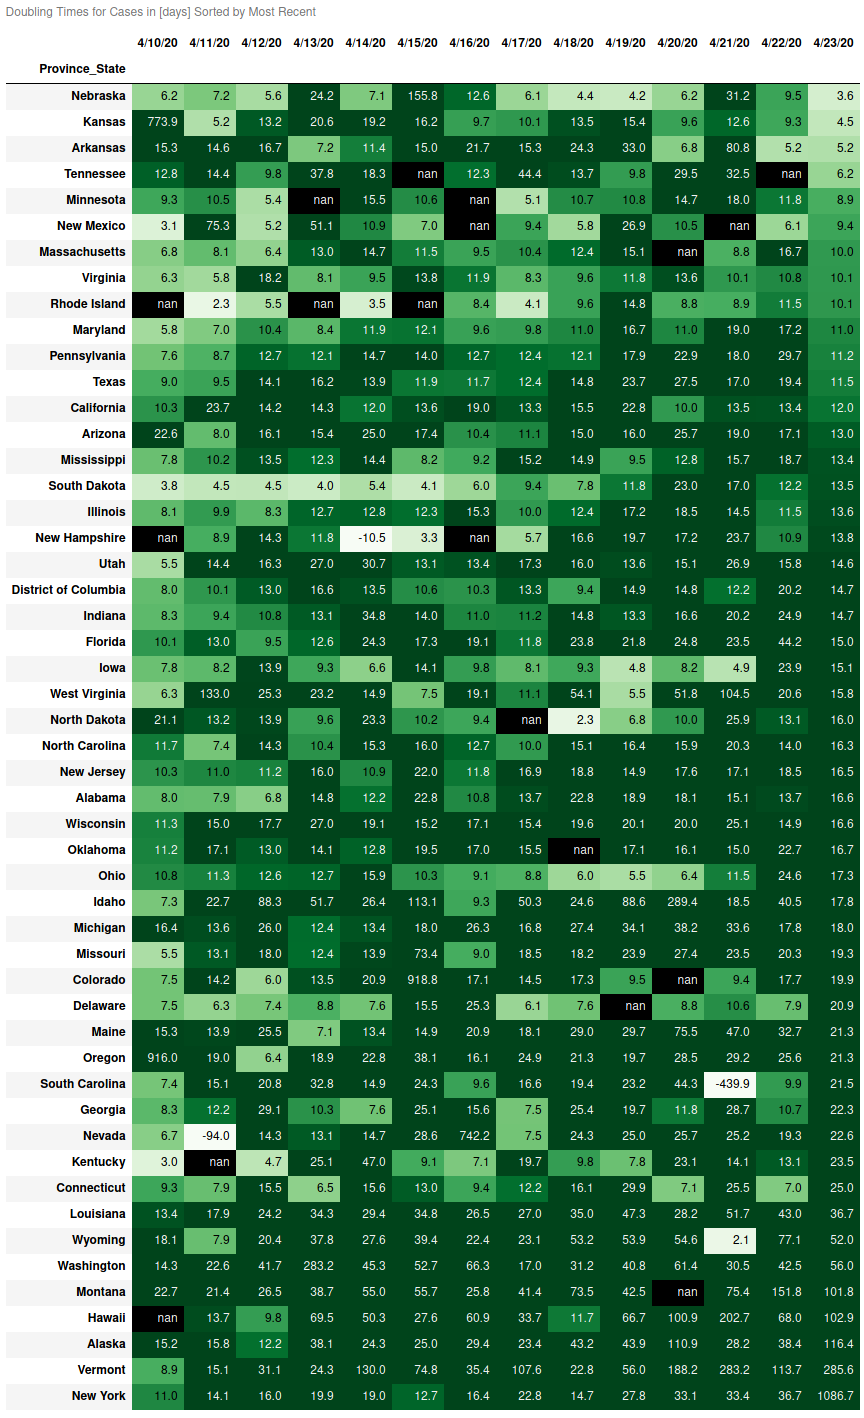 Doubling Times for Cases in [days] Sorted by Most Recent
4/10/20 4/11/20 4/12/20 4/13/20 4/14/20 4/15/20 4/16/20 4/17/20 4/18/20 4/19/20 4/20/20 4/21/20 4/22/20 4/23/20
Province_State
Nebraska 6.2 7.2 5.6 24.2 7.1 155.8 12.6 6.1 4.4 4.2 6.2 31.2 9.5 3.6
Kansas 773.9 5.2 13.2 20.6 19.2 16.2 9.7 10.1 13.5 15.4 9.6 12.6 9.3 4.5
Arkansas 15.3 14.6 16.7 7.2 11.4 15.0 21.7 15.3 24.3 33.0 6.8 80.8 5.2 5.2
Tennessee 12.8 14.4 9.8 37.8 18.3 nan 12.3 44.4 13.7 9.8 29.5 32.5 nan 6.2
Minnesota 9.3 10.5 5.4 nan 15.5 10.6 nan 5.1 10.7 10.8 14.7 18.0 11.8 8.9
New Mexico 3.1 75.3 5.2 51.1 10.9 7.0 nan 9.4 5.8 26.9 10.5 nan 6.1 9.4
Massachusetts 6.8 8.1 6.4 13.0 14.7 11.5 9.5 10.4 12.4 15.1 nan 8.8 16.7 10.0
Virginia 6.3 5.8 18.2 8.1 9.5 13.8 11.9 8.3 9.6 11.8 13.6 10.1 10.8 10.1
Rhode Island nan 2.3 5.5 nan 3.5 nan 8.4 4.1 9.6 14.8 8.8 8.9 11.5 10.1
Maryland 5.8 7.0 10.4 8.4 11.9 12.1 9.6 9.8 11.0 16.7 11.0 19.0 17.2 11.0
Pennsylvania 7.6 8.7 12.7 12.1 14.7 14.0 12.7 12.4 12.1 17.9 22.9 18.0 29.7 11.2
Texas 9.0 9.5 14.1 16.2 13.9 11.9 11.7 12.4 14.8 23.7 27.5 17.0 19.4 11.5
California 10.3 23.7 14.2 14.3 12.0 13.6 19.0 13.3 15.5 22.8 10.0 13.5 13.4 12.0
Arizona 22.6 8.0 16.1 15.4 25.0 17.4 10.4 11.1 15.0 16.0 25.7 19.0 17.1 13.0
Mississippi 7.8 10.2 13.5 12.3 14.4 8.2 9.2 15.2 14.9 9.5 12.8 15.7 18.7 13.4
South Dakota 3.8 4.5 4.5 4.0 5.4 4.1 6.0 9.4 7.8 11.8 23.0 17.0 12.2 13.5
Illinois 8.1 9.9 8.3 12.7 12.8 12.3 15.3 10.0 12.4 17.2 18.5 14.5 11.5 13.6
New Hampshire nan 8.9 14.3 11.8 -10.5 3.3 nan 5.7 16.6 19.7 17.2 23.7 10.9 13.8
Utah 5.5 14.4 16.3 27.0 30.7 13.1 13.4 17.3 16.0 13.6 15.1 26.9 15.8 14.6
District of Columbia 8.0 10.1 13.0 16.6 13.5 10.6 10.3 13.3 9.4 14.9 14.8 12.2 20.2 14.7
Indiana 8.3 9.4 10.8 13.1 34.8 14.0 11.0 11.2 14.8 13.3 16.6 20.2 24.9 14.7
Florida 10.1 13.0 9.5 12.6 24.3 17.3 19.1 11.8 23.8 21.8 24.8 23.5 44.2 15.0
Iowa 7.8 8.2 13.9 9.3 6.6 14.1 9.8 8.1 9.3 4.8 8.2 4.9 23.9 15.1
West Virginia 6.3 133.0 25.3 23.2 14.9 7.5 19.1 11.1 54.1 5.5 51.8 104.5 20.6 15.8
North Dakota 21.1 13.2 13.9 9.6 23.3 10.2 9.4 nan 2.3 6.8 10.0 25.9 13.1 16.0
North Carolina 11.7 7.4 14.3 10.4 15.3 16.0 12.7 10.0 15.1 16.4 15.9 20.3 14.0 16.3
New Jersey 10.3 11.0 11.2 16.0 10.9 22.0 11.8 16.9 18.8 14.9 17.6 17.1 18.5 16.5
Alabama 8.0 7.9 6.8 14.8 12.2 22.8 10.8 13.7 22.8 18.9 18.1 15.1 13.7 16.6
Wisconsin 11.3 15.0 17.7 27.0 19.1 15.2 17.1 15.4 19.6 20.1 20.0 25.1 14.9 16.6
Oklahoma 11.2 17.1 13.0 14.1 12.8 19.5 17.0 15.5 nan 17.1 16.1 15.0 22.7 16.7
Ohio 10.8 11.3 12.6 12.7 15.9 10.3 9.1 8.8 6.0 5.5 6.4 11.5 24.6 17.3
Idaho 7.3 22.7 88.3 51.7 26.4 113.1 9.3 50.3 24.6 88.6 289.4 18.5 40.5 17.8
Michigan 16.4 13.6 26.0 12.4 13.4 18.0 26.3 16.8 27.4 34.1 38.2 33.6 17.8 18.0
Missouri 5.5 13.1 18.0 12.4 13.9 73.4 9.0 18.5 18.2 23.9 27.4 23.5 20.3 19.3
Colorado 7.5 14.2 6.0 13.5 20.9 918.8 17.1 14.5 17.3 9.5 nan 9.4 17.7 19.9
Delaware 7.5 6.3 7.4 8.8 7.6 15.5 25.3 6.1 7.6 nan 8.8 10.6 7.9 20.9
Maine 15.3 13.9 25.5 7.1 13.4 14.9 20.9 18.1 29.0 29.7 75.5 47.0 32.7 21.3
Oregon 916.0 19.0 6.4 18.9 22.8 38.1 16.1 24.9 21.3 19.7 28.5 29.2 25.6 21.3
South Carolina 7.4 15.1 20.8 32.8 14.9 24.3 9.6 16.6 19.4 23.2 44.3 -439.9 9.9 21.5
Georgia 8.3 12.2 29.1 10.3 7.6 25.1 15.6 7.5 25.4 19.7 11.8 28.7 10.7 22.3
Nevada 6.7 -94.0 14.3 13.1 14.7 28.6 742.2 7.5 24.3 25.0 25.7 25.2 19.3 22.6
Kentucky 3.0 nan 4.7 25.1 47.0 9.1 7.1 19.7 9.8 7.8 23.1 14.1 13.1 23.5
Connecticut 9.3 7.9 15.5 6.5 15.6 13.0 9.4 12.2 16.1 29.9 7.1 25.5 7.0 25.0
Louisiana 13.4 17.9 24.2 34.3 29.4 34.8 26.5 27.0 35.0 47.3 28.2 51.7 43.0 36.7
Wyoming 18.1 7.9 20.4 37.8 27.6 39.4 22.4 23.1 53.2 53.9 54.6 2.1 77.1 52.0
Washington 14.3 22.6 41.7 283.2 45.3 52.7 66.3 17.0 31.2 40.8 61.4 30.5 42.5 56.0
Montana 22.7 21.4 26.5 38.7 55.0 55.7 25.8 41.4 73.5 42.5 nan 75.4 151.8 101.8
Hawaii nan 13.7 9.8 69.5 50.3 27.6 60.9 33.7 11.7 66.7 100.9 202.7 68.0 102.9
Alaska 15.2 15.8 12.2 38.1 24.3 25.0 29.4 23.4 43.2 43.9 110.9 28.2 38.4 116.4
Vermont 8.9 15.1 31.1 24.3 130.0 74.8 35.4 107.6 22.8 56.0 188.2 283.2 113.7 285.6
New York 11.0 14.1 16.0 19.9 19.0 12.7 16.4 22.8 14.7 27.8 33.1 33.4 36.7 1086.7